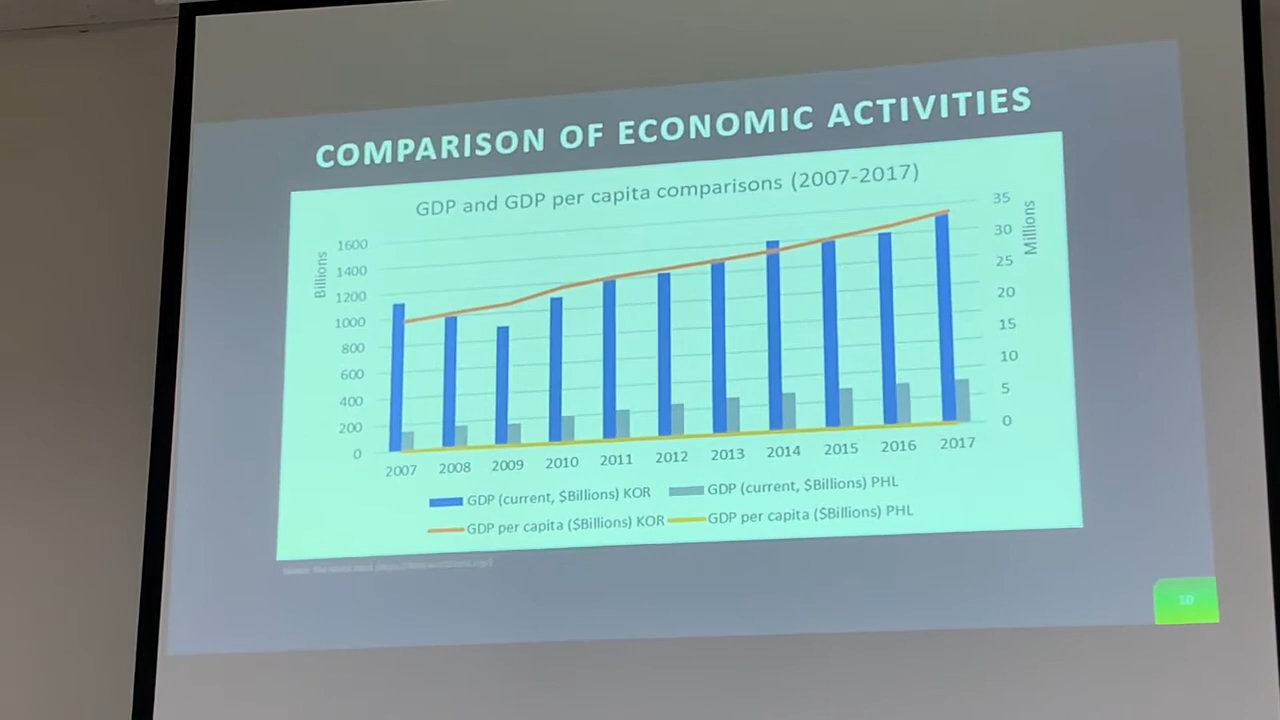 COMPARISON OF ECONOMIC ACTIVITIES
GDP and GDP per capita comparisons (2007-2017)
Billions
1600
1400
1200
1000
800
600
400
200
0
35
30
25
20
15
10
5
0
Millions
2007 2008 2009 2010 2011 2012 2013 2014 2015 2016 2017
GDP (current, $Billions) KOR GDP (current, $Billions) PHL
GDP per capita ($Billions) KOR GDP per capita ($Billions) PHL
10